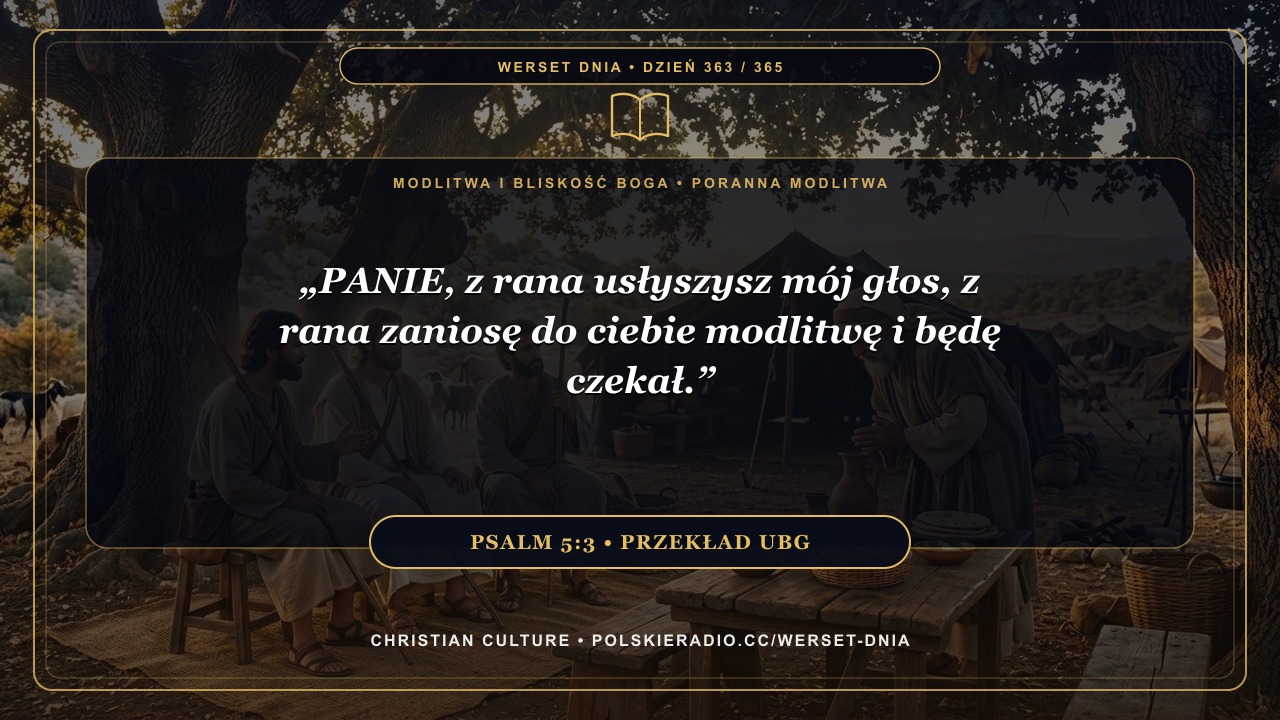 WERSET DNIA • DZIEŃ 363 / 365
MODLITWA I BLISKOŚĆ BOGA • PORANNA MODLITWA
„PANIE, z rana usłyszysz mój głos, z
rana zaniosę do ciebie modlitwę i będę
czekał.”
PSALM 5:3 • PRZEKŁAD UBG
CHRISTIAN CULTURE • POLSKIERADIO.CC/WERSET-DNIA